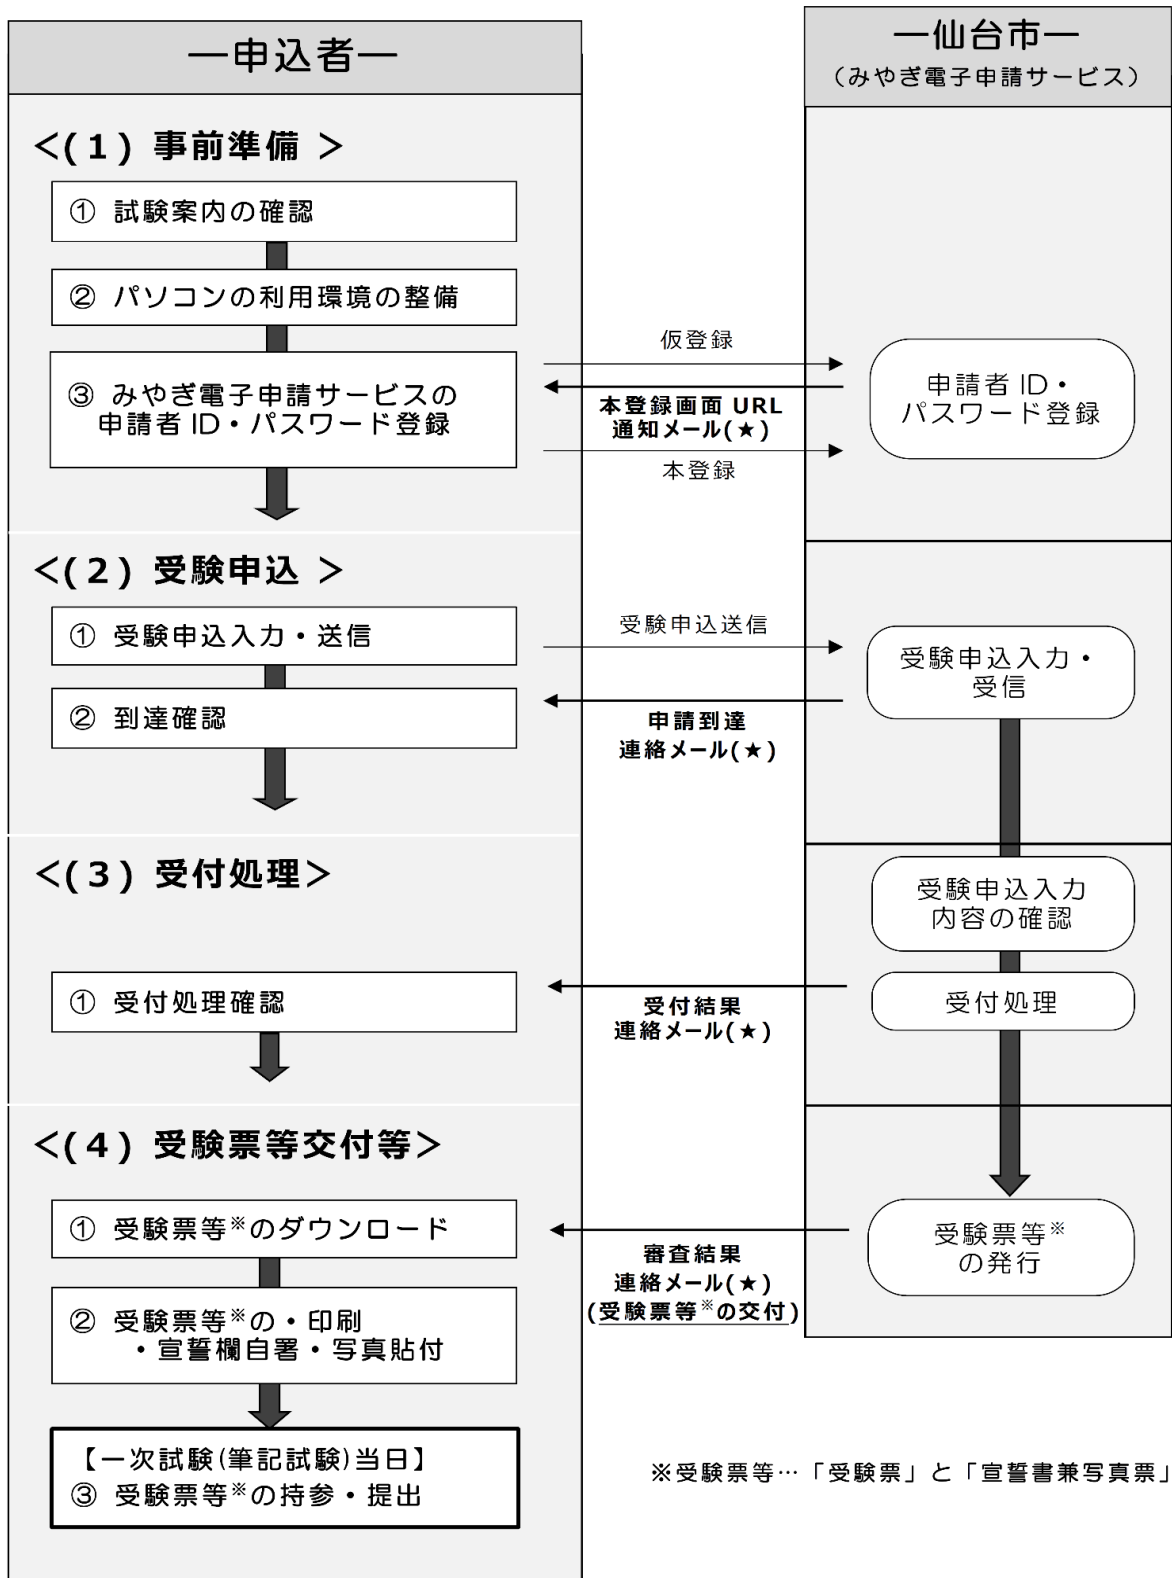 ―申込者―
―仙台市―
（みやぎ電子申請サービス）
＜(１) 事前準備 ＞
① 試験案内の確認
② パソコンの利用環境の整備
③ みやぎ電子申請サービスの
申請者 ID・パスワード登録
仮登録
本登録画面 URL
通知メール(★)
本登録
申請者 ID・
パスワード登録
＜(２) 受験申込 ＞
① 受験申込入力・送信
② 到達確認
受験申込送信
申請到達
連絡メール(★)
受験申込入力・
受信
＜(３) 受付処理＞
① 受付処理確認
受付結果
連絡メール(★)
受験申込入力
内容の確認
受付処理
＜(４) 受験票等交付等＞
① 受験票等※のダウンロード
② 受験票等※の・印刷
・宣誓欄自署・写真貼付
【一次試験(筆記試験)当日】
③ 受験票等※の持参・提出
審査結果
連絡メール(★)
(受験票等※の交付)
受験票等※
の発行
※受験票等…「受験票」と「宣誓書兼写真票」